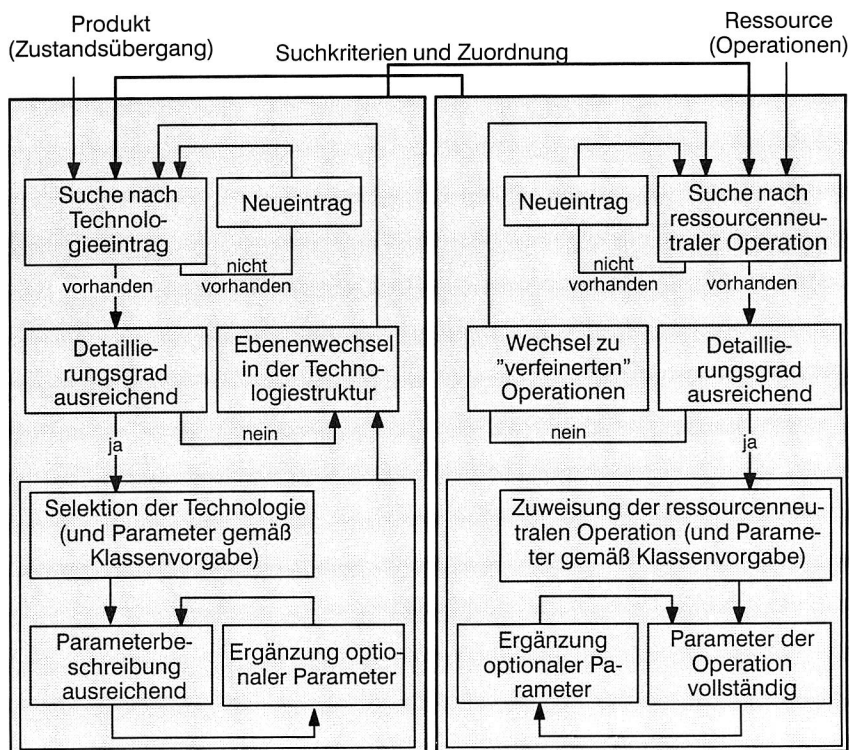 Produkt
(Zustandsübergang)
Suchkriterien und Zuordnung
Ressource
(Operationen)
Suche nach
Technolo-
gieeintrag
Neueintrag
nicht
vorhanden
vorhanden
Detaillie-
rungsgrad
ausreichend
Ebenenwechsel
in der Techno-
logiestruktur
nein
ja
Selektion der Technologie
(und Parameter gemäß
Klassenvorgabe)
Parameterbe-
schreibung
ausreichend
Ergänzung optio-
naler Parameter
Neueintrag
Suche nach
ressourcenneu-
traler Operation
nicht
vorhanden
vorhanden
Wechsel zu
"verfeinerten"
Operationen
Detaillie-
rungsgrad
ausreichend
nein
ja
Zuweisung der ressourcenneu-
tralen Operation (und Parame-
ter gemäß Klassenvorgabe)
Ergänzung
optionaler Pa-
rameter
Parameter der
Operation
vollständig